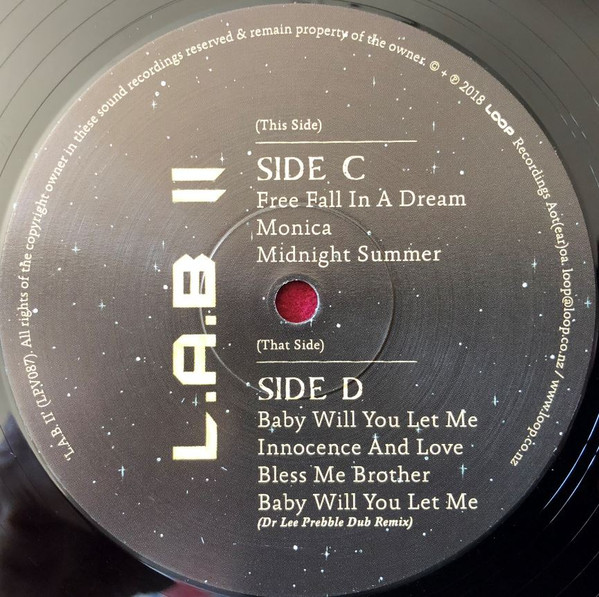 'L.A.B. II' (LPV087). All rights of the copyright owner in these sound recordings reserved & remain property of the owner. © + ℗ 2018 LOOP Recordings Aot(ear)oa. loop@loop.co.nz / www.loop.co.nz
L.A.B II
(This Side)
SIDE C
Free Fall In A Dream
Monica
Midnight Summer
(That Side)
SIDE D
Baby Will You Let Me
Innocence And Love
Bless Me Brother
Baby Will You Let Me
(Dr Lee Prebble Dub Remix)